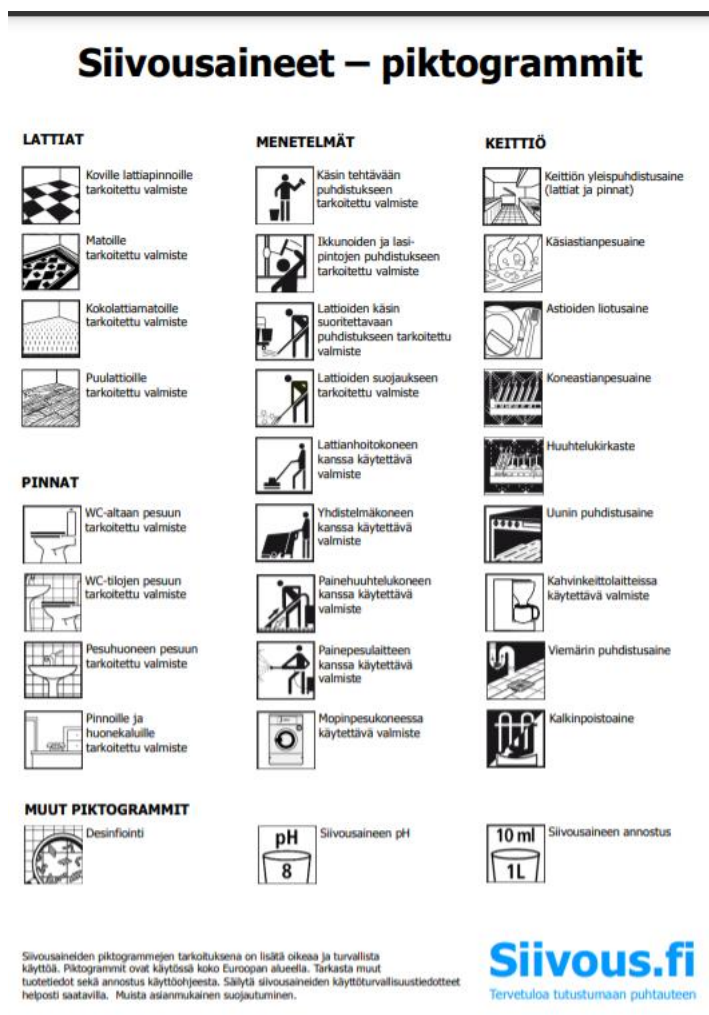 Siivousaineet – piktogrammit
LATTIAT
Koville lattiapinnoille
tarkoitettu valmiste
Matoille
tarkoitettu valmiste
Kokolattiamatoille
tarkoitettu valmiste
Puulattioille
tarkoitettu valmiste
PINNAT
WC-altaan pesuun
tarkoitettu valmiste
WC-tilojen pesuun
tarkoitettu valmiste
Pesuhuoneen pesuun
tarkoitettu valmiste
Pinnoille ja
huonekaluille
tarkoitettu valmiste
MENETELMÄT
Käsin tehtävään
puhdistukseen
tarkoitettu valmiste
Ikkunoiden ja lasi-
pintojen puhdistukseen
tarkoitettu valmiste
Lattioiden käsin
suoritettavaan
puhdistukseen tarkoitettu
valmiste
Lattioiden suojaukseen
tarkoitettu valmiste
Lattianhoitokoneen
kanssa käytettävä
valmiste
Yhdistelmäkoneen
kanssa käytettävä
valmiste
Painehuuhtelukoneen
kanssa käytettävä
valmiste
Painepesulaitteen
kanssa käytettävä
valmiste
Mopinpesukoneessa
käytettävä valmiste
KEITTIÖ
Keittiön yleispuhdistusaine
(lattiat ja pinnat)
Käsiastianpesuaine
Astioiden liotusaine
Koneastianpesuaine
Huuhtelukirkaste
Uunin puhdistusaine
Kahvinkeittolaitteissa
käytettävä valmiste
Viemärin puhdistusaine
Kalkinpoistoaine
MUUT PIKTOGRAMMIT
Desinfiointi
pH
8
Siivousaineen pH
10 ml
1L
Siivousaineen annostus
Siivousaineiden piktogrammejen tarkoituksena on lisätä oikeaa ja turvallista
käyttöä. Piktogrammit ovat käytössä koko Euroopan alueella. Tarkasta muut
tuotetiedot sekä annostus käyttöohjeesta. Säilytä siivousaineiden käyttöturvallisuustiedotteet
helposti saatavilla. Muista asianmukainen suojautuminen.
Siivous.fi
Tervetuloa tutustumaan puhtauteen